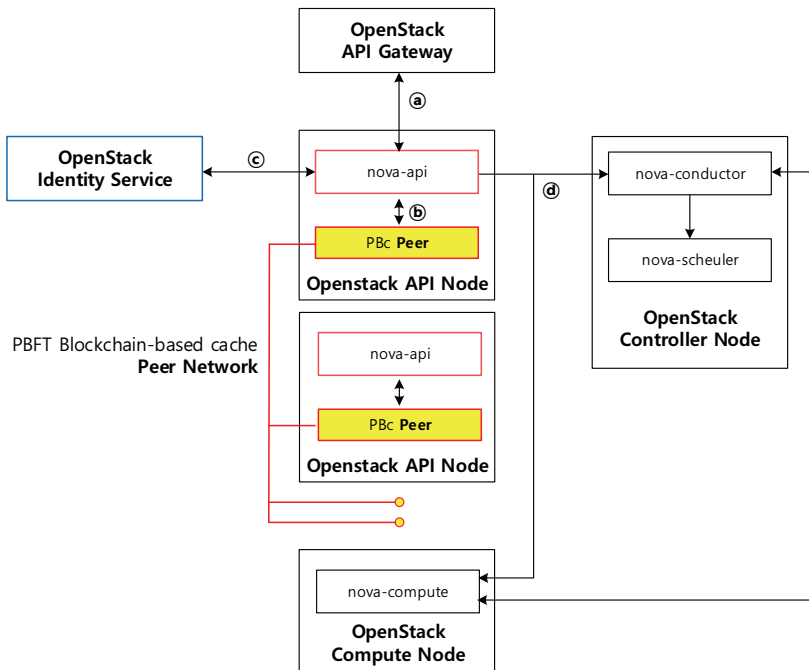 OpenStack
API Gateway
ⓐ
OpenStack
Identity Service
ⓒ
nova-api
ⓑ
PBc Peer
Openstack API Node
ⓓ
nova-conductor
nova-scheuler
OpenStack
Controller Node
PBFT Blockchain-based cache
Peer Network
nova-api
PBc Peer
Openstack API Node
nova-compute
OpenStack
Compute Node